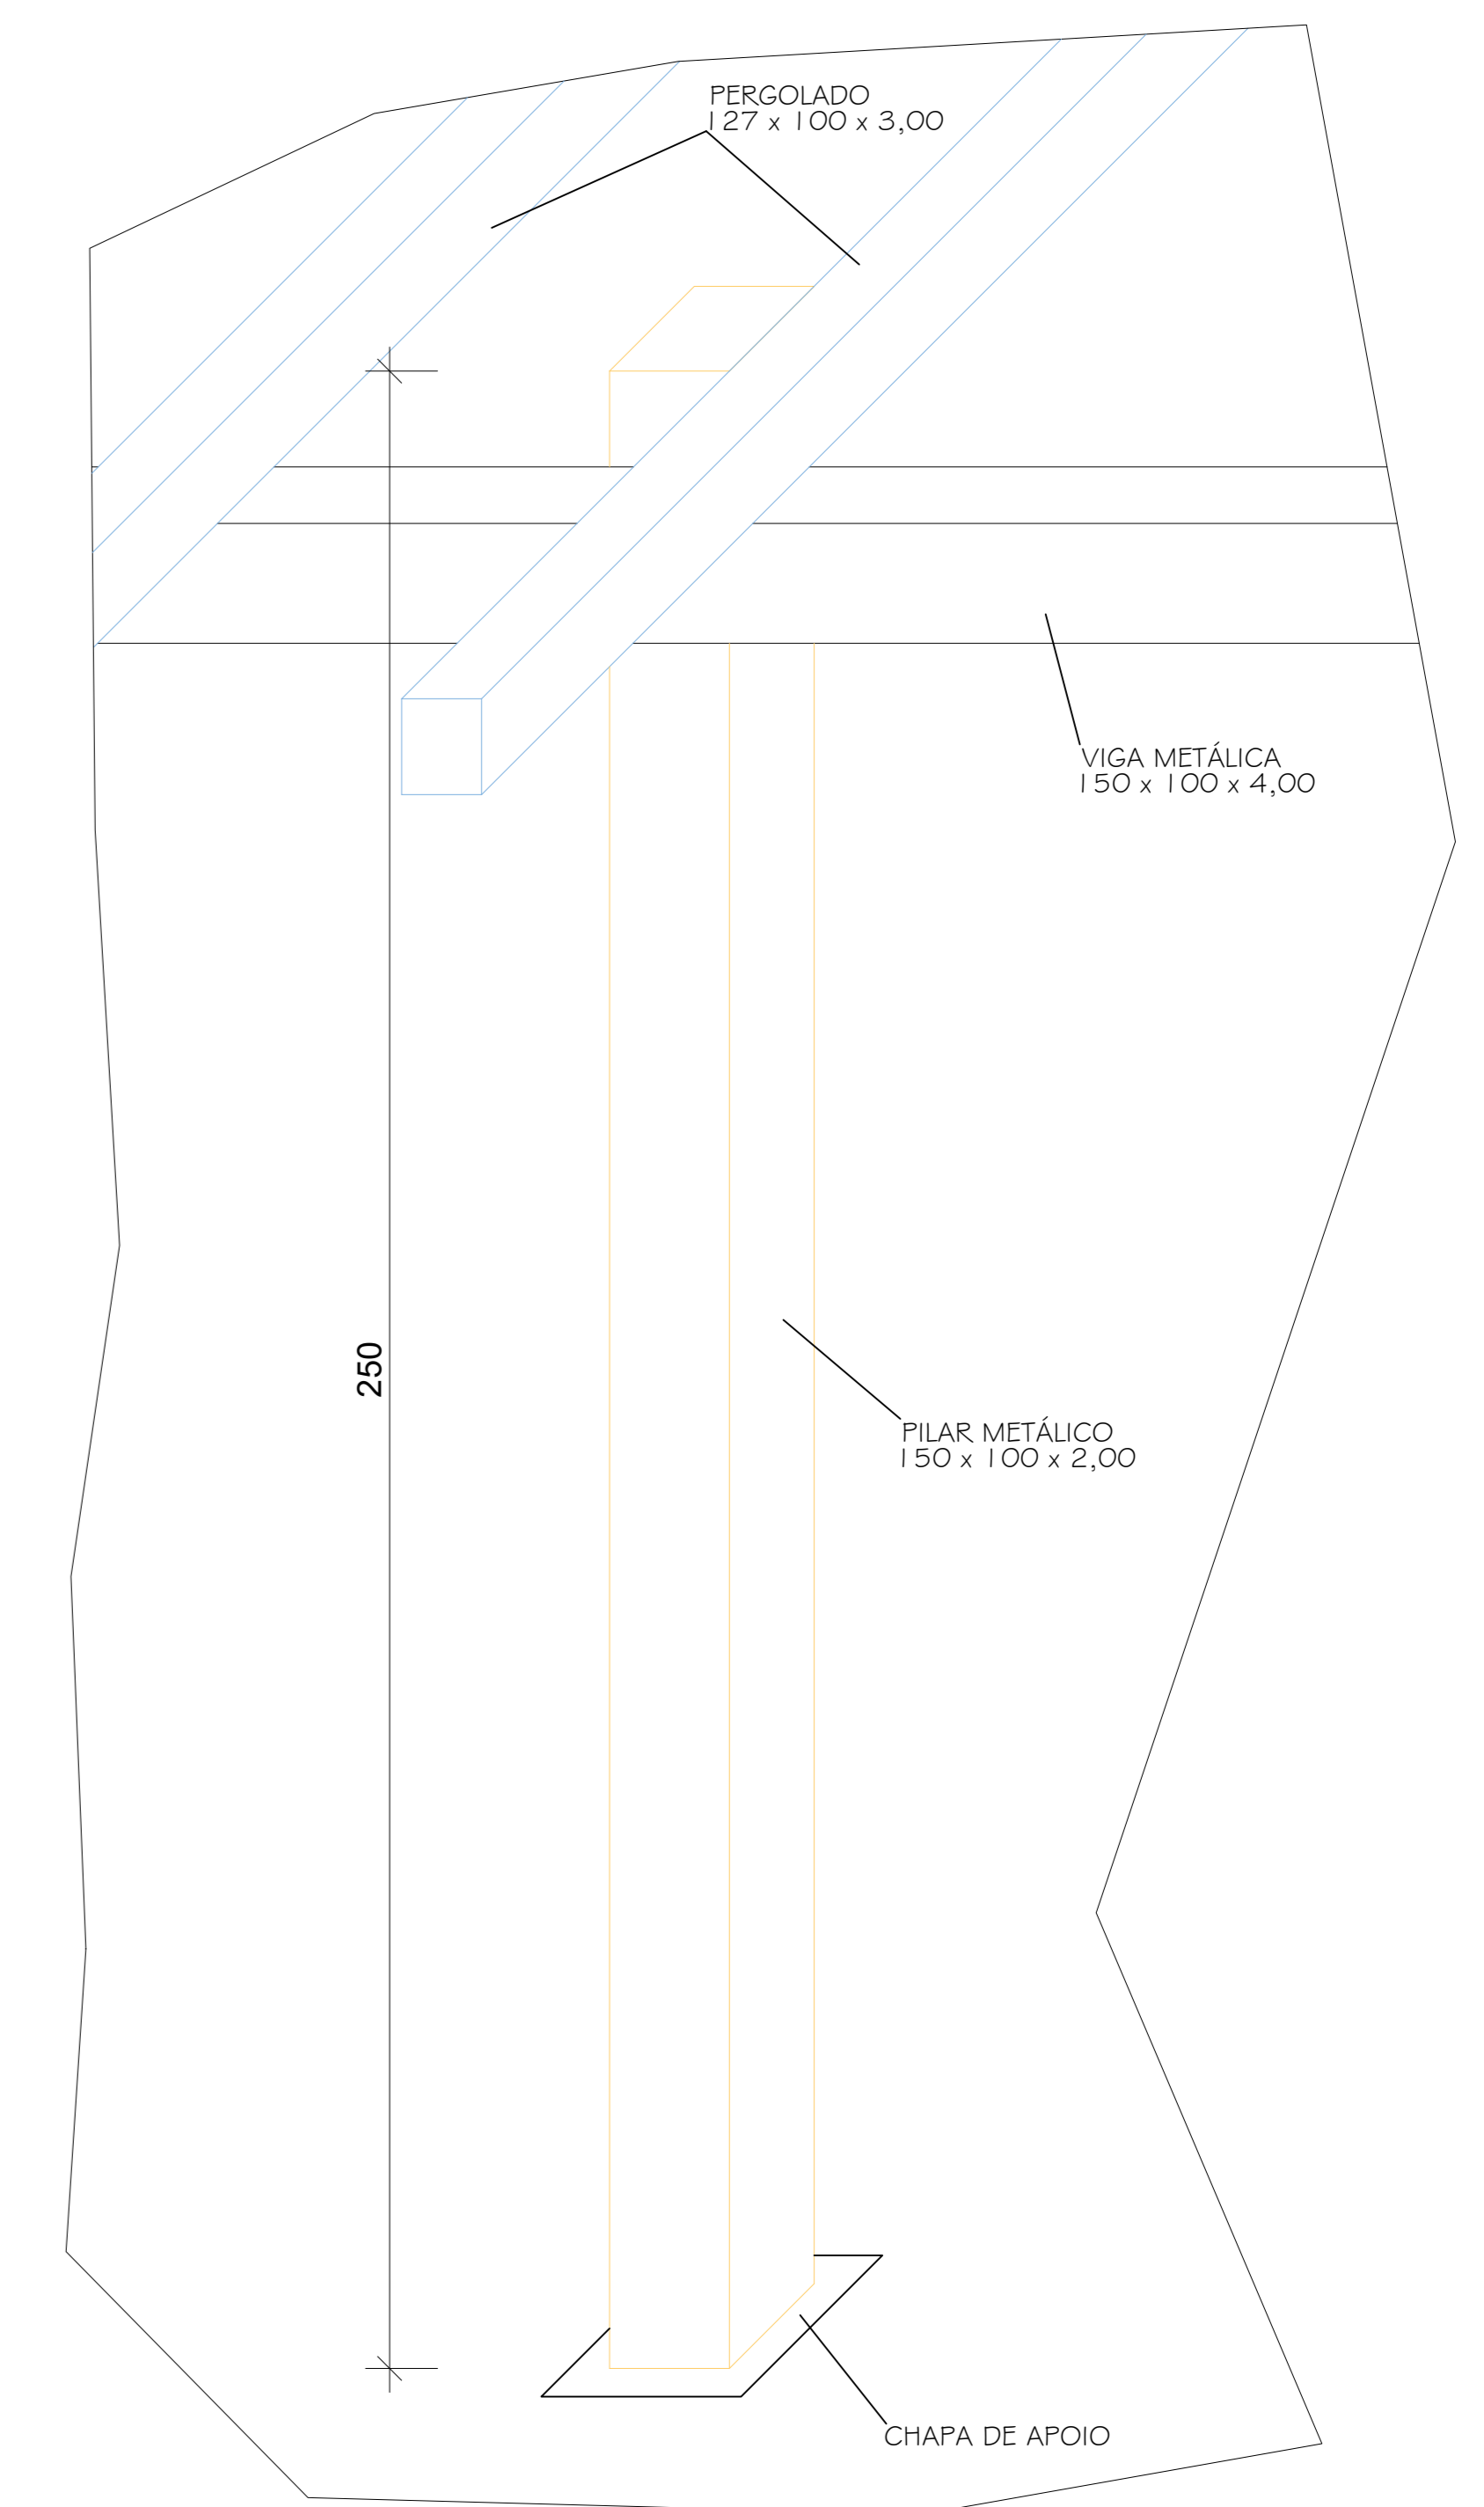 PERGOLADO
127 x 100 x 3,00
VIGA METÁLICA
150 x 100 x 4,00
250
PILAR METÁLICO
150 x 100 x 2,00
CHAPA DE APOIO